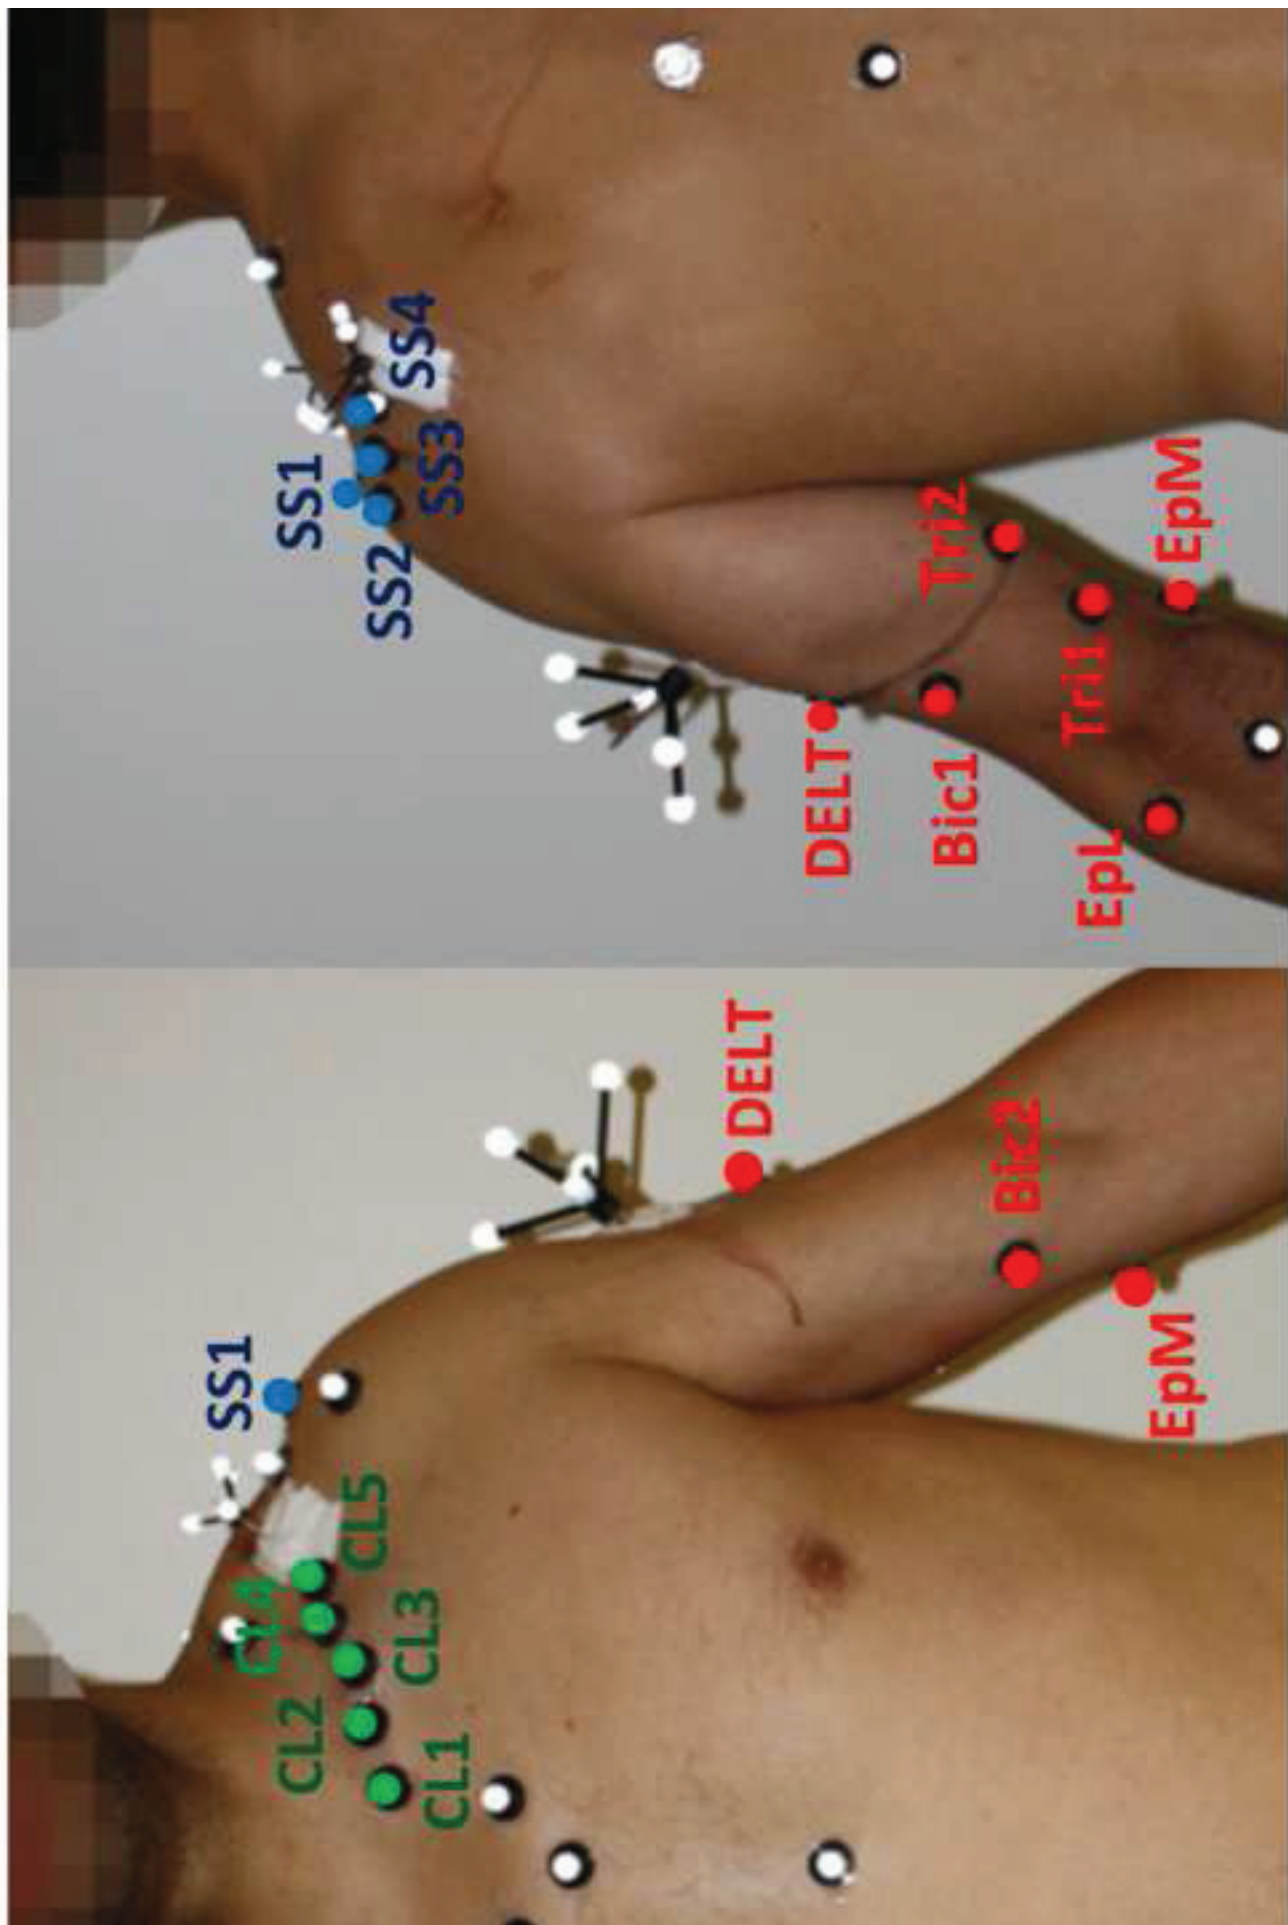 SS1
SS4
SS3
SS2
Tri2
EpM
DELT
Bic1
Tri1
EpL
DELT
Bic2
SS1
EpM
CL5
CL4
CL3
CL2
CL1